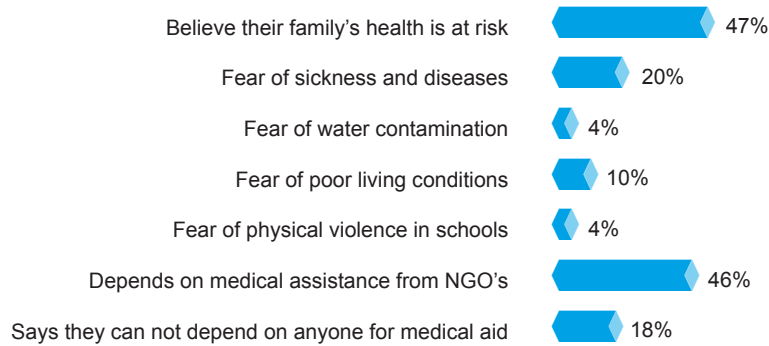 Believe their family’s health is at risk 47%
Fear of sickness and diseases 20%
Fear of water contamination 4%
Fear of poor living conditions 10%
Fear of physical violence in schools 4%
Depends on medical assistance from NGO’s 46%
Says they can not depend on anyone for medical aid 18%